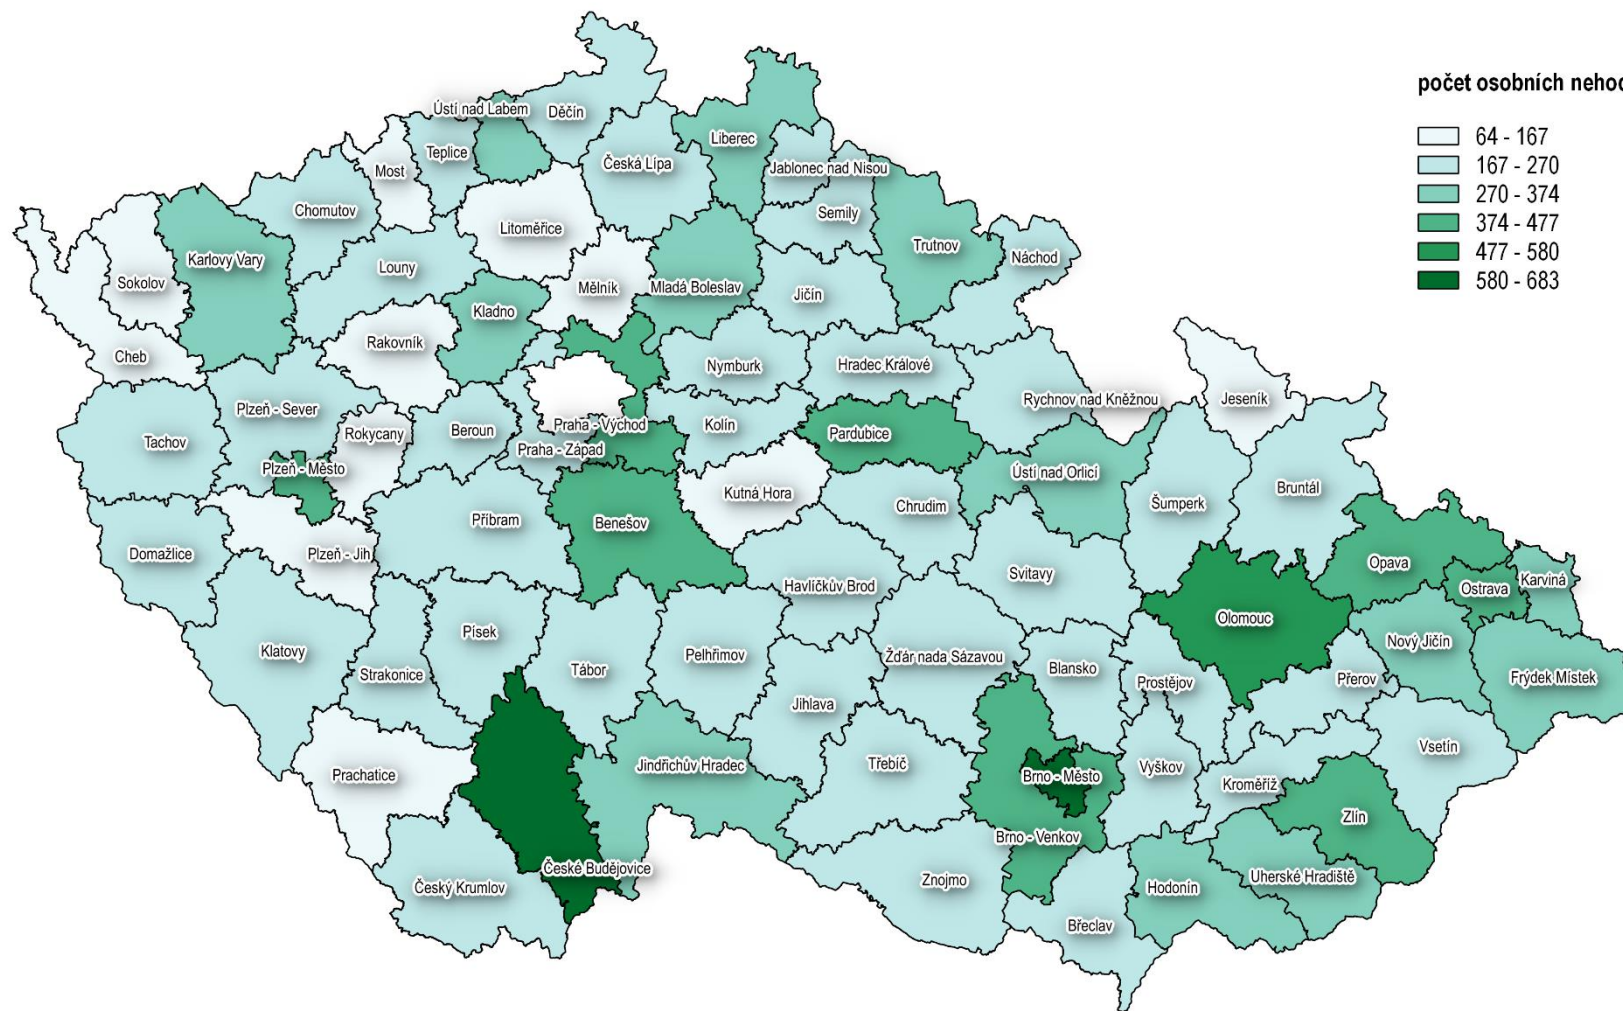 počet osobních nehod
64 - 167
167 - 270
270 - 374
374 - 477
477 - 580
580 - 683
Ústí nad Labem
Děčín
Liberec
Teplice
Most
Česká Lípa
Jablonec nad Nisou
Chomutov
Litoměřice
Semily
Trutnov
Náchod
Karlovy Vary
Louny
Sokolov
Mělník
Mladá Boleslav
Jičín
Kladno
Rakovník
Cheb
Nymburk
Hradec Králové
Rychnov nad Kněžnou
Jeseník
Plzeň - Sever
Tachov
Rokycany
Beroun
Praha - Východ
Praha - Západ
Kolín
Pardubice
Plzeň - Město
Ústí nad Orlicí
Kutná Hora
Chrudim
Šumperk
Bruntál
Příbram
Benešov
Domažlice
Plzeň - Jih
Havlíčkův Brod
Svitavy
Opava
Ostrava
Karviná
Olomouc
Písek
Klatovy
Strakonice
Tábor
Pelhřimov
Žďár nada Sázavou
Blansko
Prostějov
Přerov
Nový Jičín
Frýdek Místek
Jihlava
Vsetín
Prachatice
Jindřichův Hradec
Třebíč
Brno - Město
Vyškov
Kroměříž
Zlín
Brno - Venkov
České Budějovice
Český Krumlov
Znojmo
Hodonín
Uherské Hradiště
Břeclav